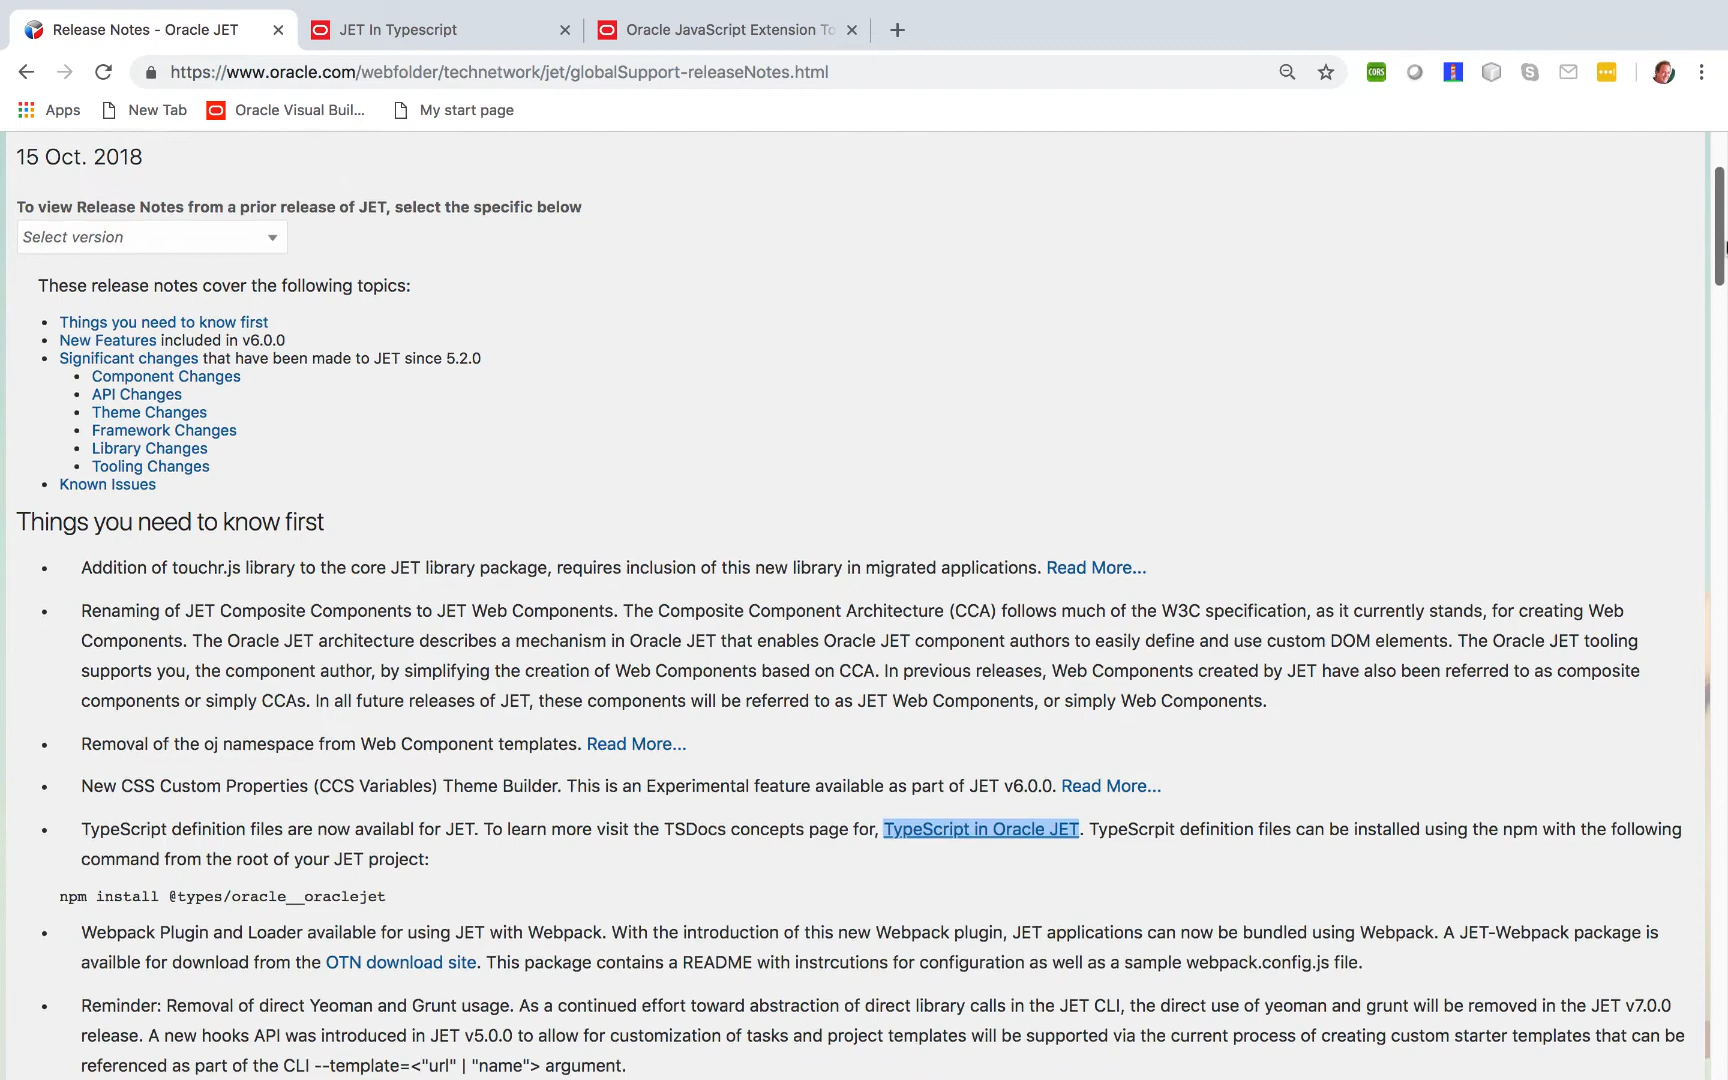 Release Notes - Oracle JET
JET In Typescript
Oracle JavaScript Extension To
https://www.oracle.com/webfolder/technetwork/jet/globalSupport-releaseNotes.html
CORS
Apps
New Tab
Oracle Visual Buil...
My start page
15 Oct. 2018
To view Release Notes from a prior release of JET, select the specific below
Select version
These release notes cover the following topics:
Things you need to know first
New Features included in v6.0.0
Significant changes that have been made to JET since 5.2.0
Component Changes
API Changes
Theme Changes
Framework Changes
Library Changes
Tooling Changes
Known Issues
Things you need to know first
Addition of touchr.js library to the core JET library package, requires inclusion of this new library in migrated applications. Read More...
Renaming of JET Composite Components to JET Web Components. The Composite Component Architecture (CCA) follows much of the W3C specification, as it currently stands, for creating Web
Components. The Oracle JET architecture describes a mechanism in Oracle JET that enables Oracle JET component authors to easily define and use custom DOM elements. The Oracle JET tooling
supports you, the component author, by simplifying the creation of Web Components based on CCA. In previous releases, Web Components created by JET have also been referred to as composite
components or simply CCAs. In all future releases of JET, these components will be referred to as JET Web Components, or simply Web Components.
Removal of the oj namespace from Web Component templates. Read More...
New CSS Custom Properties (CCS Variables) Theme Builder. This is an Experimental feature available as part of JET v6.0.0. Read More...
TypeScript definition files are now availabl for JET. To learn more visit the TSDocs concepts page for, TypeScript in Oracle JET. TypeScrpit definition files can be installed using the npm with the following
command from the root of your JET project:
npm install @types/oracle__oraclejet
Webpack Plugin and Loader available for using JET with Webpack. With the introduction of this new Webpack plugin, JET applications can now be bundled using Webpack. A JET-Webpack package is
availble for download from the OTN download site. This package contains a README with instrcutions for configuration as well as a sample webpack.config.js file.
Reminder: Removal of direct Yeoman and Grunt usage. As a continued effort toward abstraction of direct library calls in the JET CLI, the direct use of yeoman and grunt will be removed in the JET v7.0.0
release. A new hooks API was introduced in JET v5.0.0 to allow for customization of tasks and project templates will be supported via the current process of creating custom starter templates that can be
referenced as part of the CLI --template=<"url" | "name"> argument.